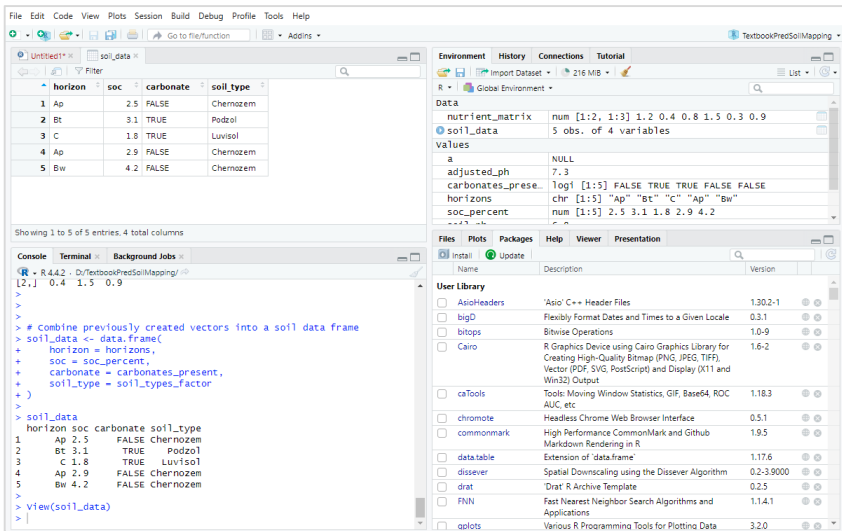 File Edit Code View Plots Session Build Debug Profile Tools Help
Go to file/function Addins TextbookPredSoilMapping
Untitled1* soil_data
Filter
horizon soc carbonate soil_type
1 Ap 2.5 FALSE Chernozem
2 Bt 3.1 TRUE Podzol
3 C 1.8 TRUE Luvisol
4 Ap 2.9 FALSE Chernozem
5 Bw 4.2 FALSE Chernozem
Showing 1 to 5 of 5 entries, 4 total columns
Console Terminal Background Jobs
R 4.4.2 · D:/TextbookPredSoilMapping/
[2,] 0.4 1.5 0.9
>
>
>
> # combine previously created vectors into a soil data frame
> soil_data <- data.frame(
+ horizon = horizons,
+ soc = soc_percent,
+ carbonate = carbonates_present,
+ soil_type = soil_types_factor
+ )
>
> soil_data
horizon soc carbonate soil_type
1 Ap 2.5 FALSE Chernozem
2 Bt 3.1 TRUE Podzol
3 C 1.8 TRUE Luvisol
4 Ap 2.9 FALSE Chernozem
5 Bw 4.2 FALSE Chernozem
>
> View(soil_data)
>
Environment History Connections Tutorial
Import Dataset 216 MiB List
R Global Environment
Data
nutrient_matrix num [1:2, 1:3] 1.2 0.4 0.8 1.5 0.3 0.9
soil_data 5 obs. of 4 variables
Values
a NULL
adjusted_ph 7.3
carbonates_prese… logi [1:5] FALSE TRUE TRUE FALSE FALSE
horizons chr [1:5] "Ap" "Bt" "C" "Ap" "Bw"
soc_percent num [1:5] 2.5 3.1 1.8 2.9 4.2
Files Plots Packages Help Viewer Presentation
Install Update
Name Description Version
User Library
AsioHeaders 'Asio' C++ Header Files 1.30.2-1
bigD Flexibly Format Dates and Times to a Given Locale 0.3.1
bitops Bitwise Operations 1.0-9
Cairo R Graphics Device using Cairo Graphics Library for 1.6-2
Creating High-Quality Bitmap (PNG, JPEG, TIFF),
Vector (PDF, SVG, PostScript) and Display (X11 and
Win32) Output
caTools Tools: Moving Window Statistics, GIF, Base64, ROC 1.18.3
AUC, etc
chromote Headless Chrome Web Browser Interface 0.5.1
commonmark High Performance CommonMark and Github 1.9.5
Markdown Rendering in R
data.table Extension of `data.frame` 1.17.6
dissever Spatial Downscaling using the Dissever Algorithm 0.2-3.9000
drat 'Drat' R Archive Template 0.2.5
FNN Fast Nearest Neighbor Search Algorithms and 1.1.4.1
Applications
gplots Various R Programming Tools for Plotting Data 3.2.0